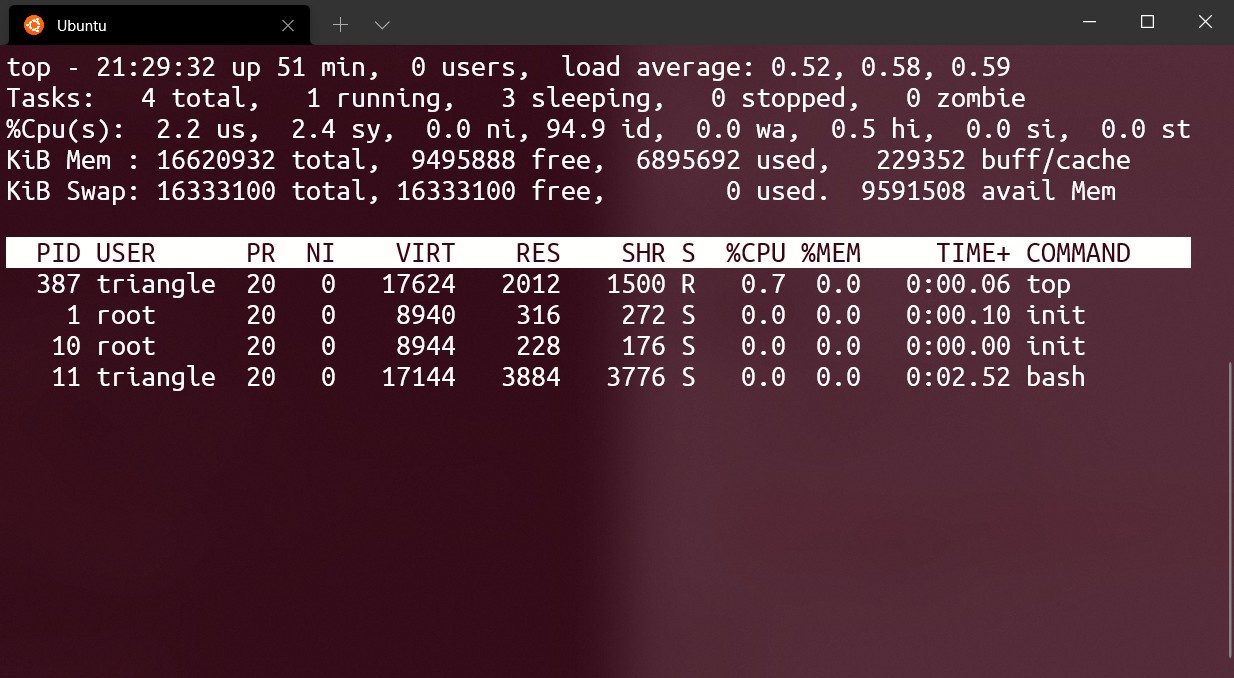 Ubuntu
top - 21:29:32 up 51 min,  0 users,  load average: 0.52, 0.58, 0.59
Tasks:   4 total,   1 running,   3 sleeping,   0 stopped,   0 zombie
%Cpu(s):  2.2 us,  2.4 sy,  0.0 ni, 94.9 id,  0.0 wa,  0.5 hi,  0.0 si,  0.0 st
KiB Mem : 16620932 total,  9495888 free,  6895692 used,   229352 buff/cache
KiB Swap: 16333100 total, 16333100 free,        0 used.  9591508 avail Mem
  PID USER      PR  NI    VIRT    RES    SHR S  %CPU %MEM     TIME+ COMMAND
  387 triangle  20   0   17624   2012   1500 R   0.7  0.0   0:00.06 top
    1 root      20   0    8940    316    272 S   0.0  0.0   0:00.10 init
   10 root      20   0    8944    228    176 S   0.0  0.0   0:00.00 init
   11 triangle  20   0   17144   3884   3776 S   0.0  0.0   0:02.52 bash